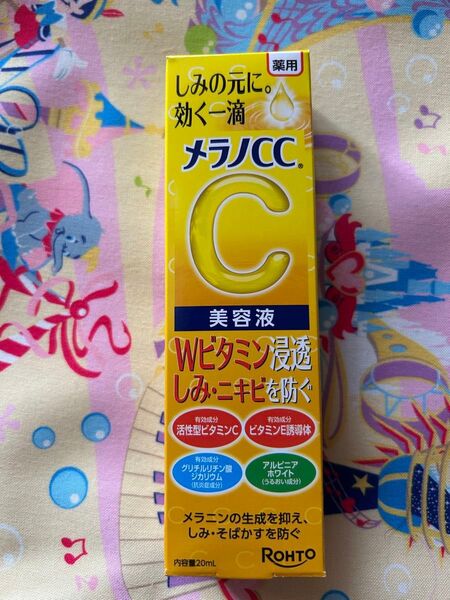 薬用
しみの元に。
効く一滴
メラノCC®
C
美容液
Wビタミン浸透
しみ・ニキビを防ぐ
有効成分
活性型ビタミンC
有効成分
ビタミンE誘導体
有効成分
グリチルリチン酸
ジカリウム
(抗炎症成分)
アルピニア
ホワイト
(うるおい成分)
メラニンの生成を抑え、
しみ・そばかすを防ぐ
内容量20mL
ROHTO